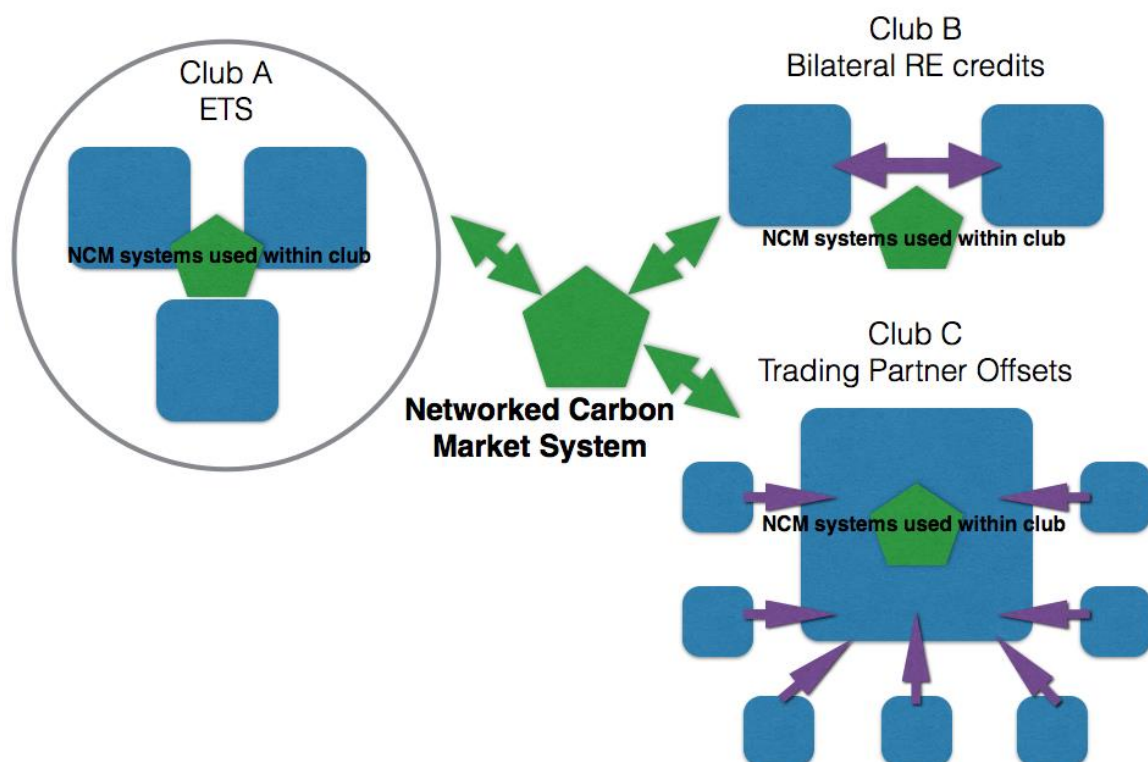 Club A
ETS
NCM systems used within club
Club B
Bilateral RE credits
NCM systems used within club
Networked Carbon
Market System
Club C
Trading Partner Offsets
NCM systems used within club